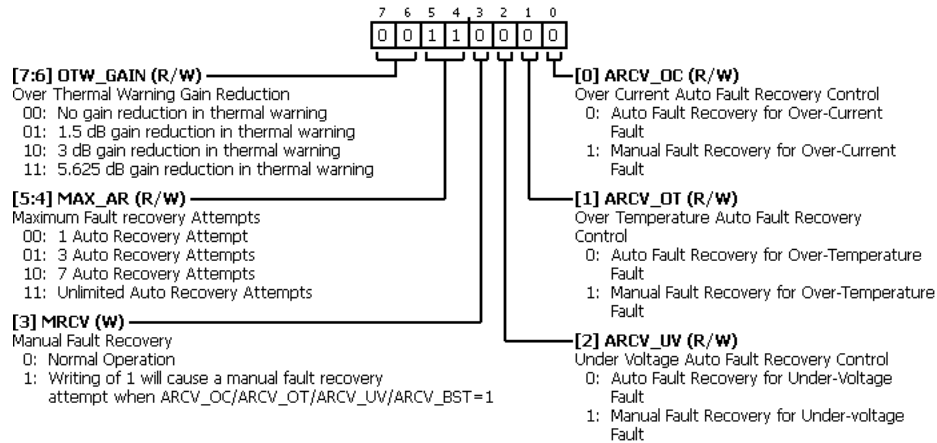 7 6 5 4 3 2 1 0
0 0 1 1 0 0 0 0
[7:6] OTW_GAIN (R/W)
Over Thermal Warning Gain Reduction
00: No gain reduction in thermal warning
01: 1.5 dB gain reduction in thermal warning
10: 3 dB gain reduction in thermal warning
11: 5.625 dB gain reduction in thermal warning
[5:4] MAX_AR (R/W)
Maximum Fault recovery Attempts
00: 1 Auto Recovery Attempt
01: 3 Auto Recovery Attempts
10: 7 Auto Recovery Attempts
11: Unlimited Auto Recovery Attempts
[3] MRCV (W)
Manual Fault Recovery
0: Normal Operation
1: Writing of 1 will cause a manual fault recovery
attempt when ARCV_OC/ARCV_OT/ARCV_UV/ARCV_BST=1
[0] ARCV_OC (R/W)
Over Current Auto Fault Recovery Control
0: Auto Fault Recovery for Over-Current
Fault
1: Manual Fault Recovery for Over-Current
Fault
[1] ARCV_OT (R/W)
Over Temperature Auto Fault Recovery
Control
0: Auto Fault Recovery for Over-Temperature
Fault
1: Manual Fault Recovery for Over-Temperature
Fault
[2] ARCV_UV (R/W)
Under Voltage Auto Fault Recovery Control
0: Auto Fault Recovery for Under-Voltage
Fault
1: Manual Fault Recovery for Under-voltage
Fault